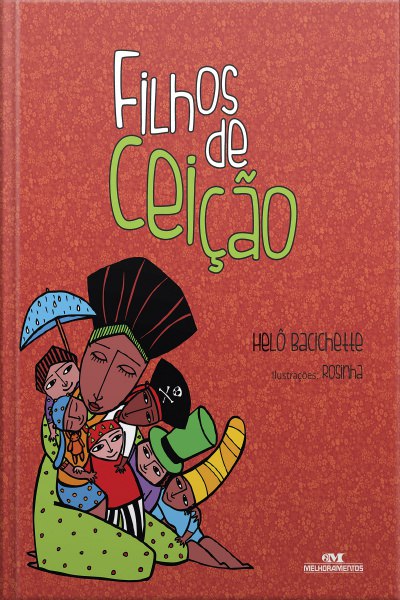 Filhos
de
Ceição
Helô Bacichette
Ilustrações: Rosinha
MELHORAMENTOS